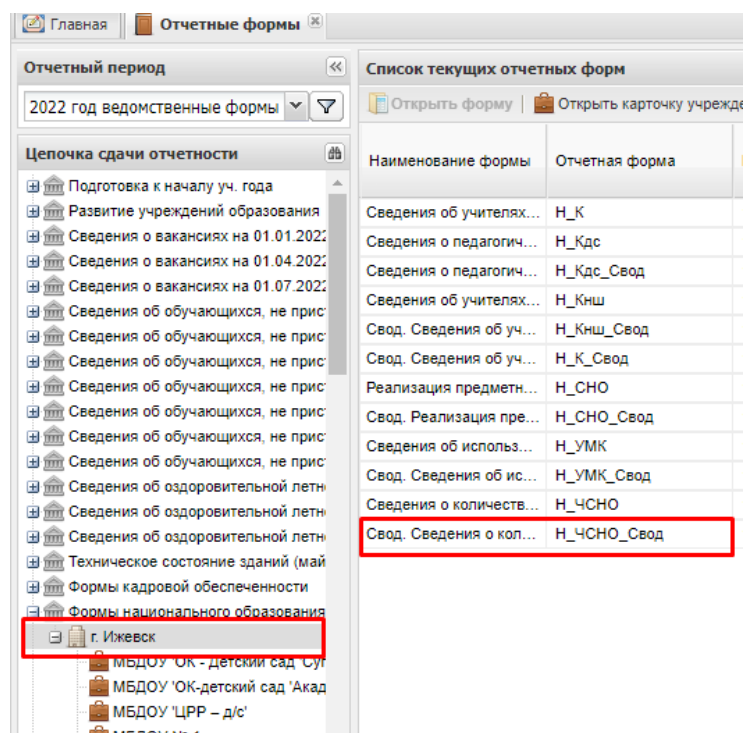 Главная
Отчетные формы
Отчетный период
2022 год ведомственные формы
Цепочка сдачи отчетности
Подготовка к началу уч. года
Развитие учреждений образования
Сведения о вакансиях на 01.01.2022
Сведения о вакансиях на 01.04.2022
Сведения о вакансиях на 01.07.2022
Сведения об обучающихся, не прис
Сведения об обучающихся, не прис
Сведения об обучающихся, не прис
Сведения об обучающихся, не прис
Сведения об обучающихся, не прис
Сведения об обучающихся, не прис
Сведения об обучающихся, не прис
Сведения об оздоровительной летн
Сведения об оздоровительной летн
Сведения об оздоровительной летн
Техническое состояние зданий (май
Формы кадровой обеспеченности
Формы национального образования
г. Ижевск
МБДОУ 'ОК - Детский сад 'Суп
МБДОУ 'ОК-детский сад 'Акад
МБДОУ 'ЦРР – д/с'
Список текущих отчетных форм
Открыть форму
Открыть карточку учрежде
Наименование формы Отчетная форма
Сведения об учителях... Н_К
Сведения о педагогич... Н_Кдс
Сведения о педагогич... Н_Кдс_Свод
Сведения об учителях... Н_Кнш
Свод. Сведения об уч... Н_Кнш_Свод
Свод. Сведения об уч... Н_К_Свод
Реализация предметн... Н_СНО
Свод. Реализация пре... Н_СНО_Свод
Сведения об использ... Н_УМК
Свод. Сведения об ис... Н_УМК_Свод
Сведения о количеств... Н_ЧСНО
Свод. Сведения о кол... Н_ЧСНО_Свод